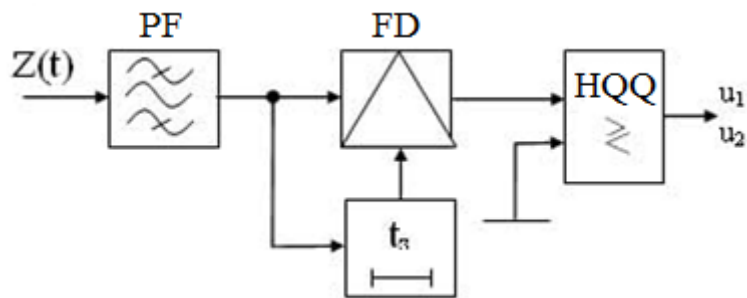 PF
FD
Z(t)
HQQ
≷
u₁
u₂
tз